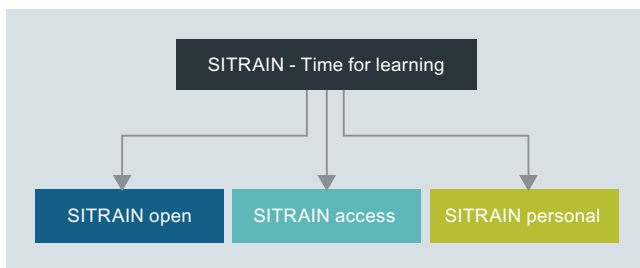 SITRAIN - Time for learning
SITRAIN open
SITRAIN access
SITRAIN personal